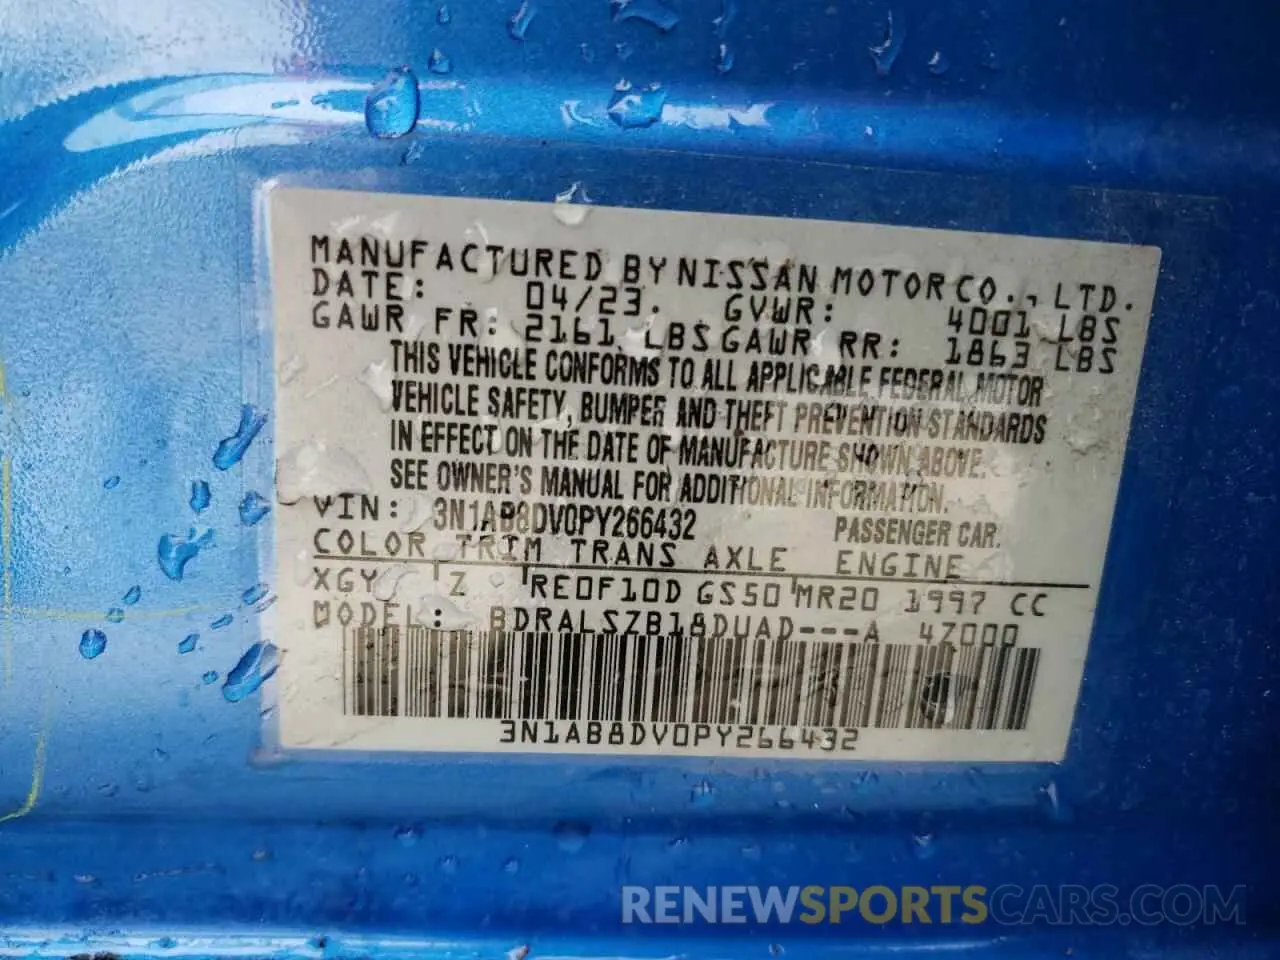 MANUFACTURED BY NISSAN MOTOR CO., LTD.
DATE: 04/23. GVWR: 4001 LBS
GAWR FR: 2161 LBS GAWR RR: 1863 LBS
THIS VEHICLE CONFORMS TO ALL APPLICABLE FEDERAL MOTOR
VEHICLE SAFETY, BUMPER AND THEFT PREVENTION STANDARDS
IN EFFECT ON THE DATE OF MANUFACTURE SHOWN ABOVE.
SEE OWNER'S MANUAL FOR ADDITIONAL INFORMATION.
VIN: 3N1AB8DV0PY266432 PASSENGER CAR.
COLOR TRIM TRANS AXLE ENGINE
XGY Z RE0F10D GS50 MR20 1997 CC
MODEL: BDRALSZB18DUAD---A 4Z000
3N1AB8DV0PY266432
RENEWSPORTSCARS.COM